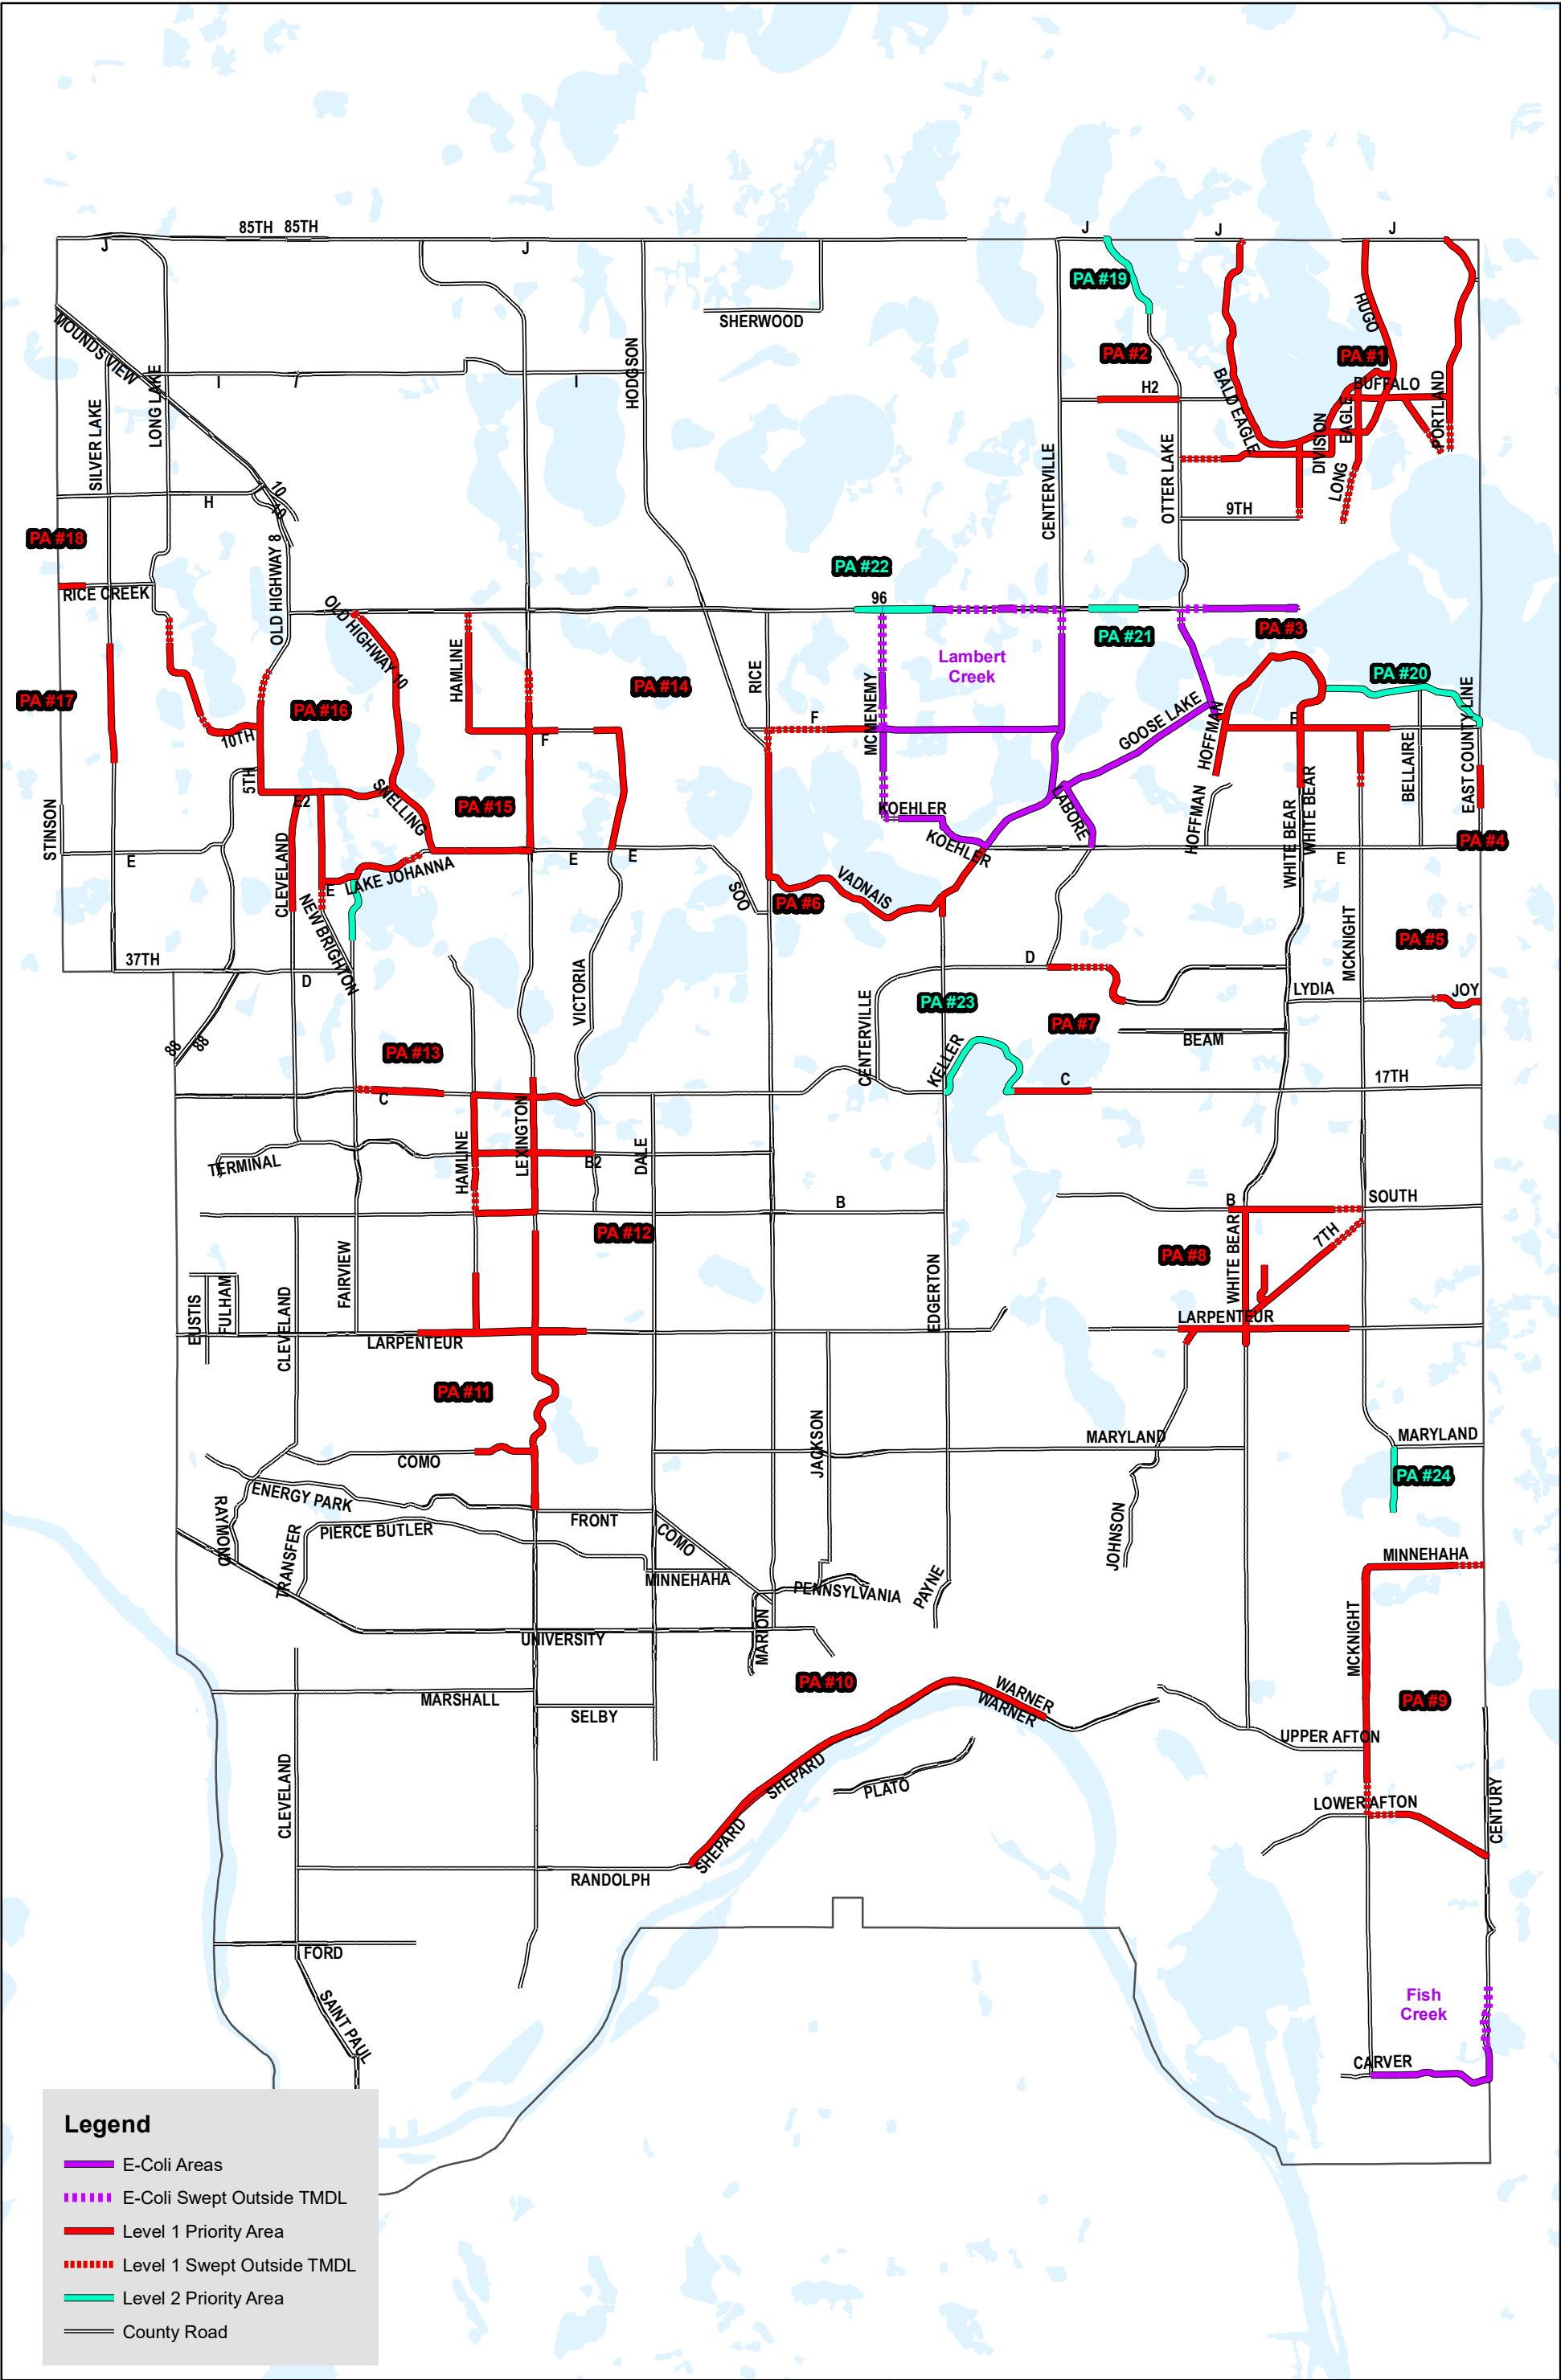 85TH 85TH
J
J
J
J
J
PA #19
SHERWOOD
HUGO
MOUNDS VIEW
HODGSON
PA #2
PA #1
I
I
I
BALD EAGLE
BUFFALO
H2
SILVER LAKE
LONG LAKE
PORTLAND
EAGLE
DIVISION
LONG
CENTERVILLE
OTTER LAKE
10
10
H
9TH
PA #18
OLD HIGHWAY 8
PA #22
RICE CREEK
OLD HIGHWAY 10
96
PA #21
PA #3
HAMLINE
Lambert
Creek
PA #14
RICE
PA #20
PA #17
PA #16
MCMENEMY
EAST COUNTY LINE
GOOSE LAKE
HOFFMAN
F
F
F
10TH
5TH
BELLAIRE
E2
SNELLING
PA #15
KOEHLER
LABORE
WHITE BEAR
WHITE BEAR
HOFFMAN
STINSON
KOEHLER
PA #4
E
E
E
E
E
LAKE JOHANNA
CLEVELAND
NEW BRIGHTON
SOO
VADNAIS
PA #6
MCKNIGHT
PA #5
37TH
D
D
VICTORIA
LYDIA
JOY
PA #23
CENTERVILLE
PA #7
BEAM
88
88
PA #13
KELLER
C
C
17TH
LEXINGTON
HAMLINE
DALE
TERMINAL
B2
B
B
SOUTH
PA #12
7TH
PA #8
WHITE BEAR
FAIRVIEW
EUSTIS
FULHAM
CLEVELAND
EDGERTON
LARPENTEUR
LARPENTEUR
PA #11
JACKSON
MARYLAND
MARYLAND
COMO
PA #24
ENERGY PARK
RAYMOND
TRANSFER
PIERCE BUTLER
FRONT
COMO
JOHNSON
MINNEHAHA
MINNEHAHA
PENNSYLVANIA
PAYNE
MARION
UNIVERSITY
MCKNIGHT
PA #10
PA #9
WARNER
WARNER
MARSHALL
SELBY
UPPER AFTON
SHEPARD
PLATO
CLEVELAND
LOWER AFTON
CENTURY
SHEPARD
RANDOLPH
FORD
SAINT PAUL
Fish
Creek
CARVER
Legend
E-Coli Areas
E-Coli Swept Outside TMDL
Level 1 Priority Area
Level 1 Swept Outside TMDL
Level 2 Priority Area
County Road